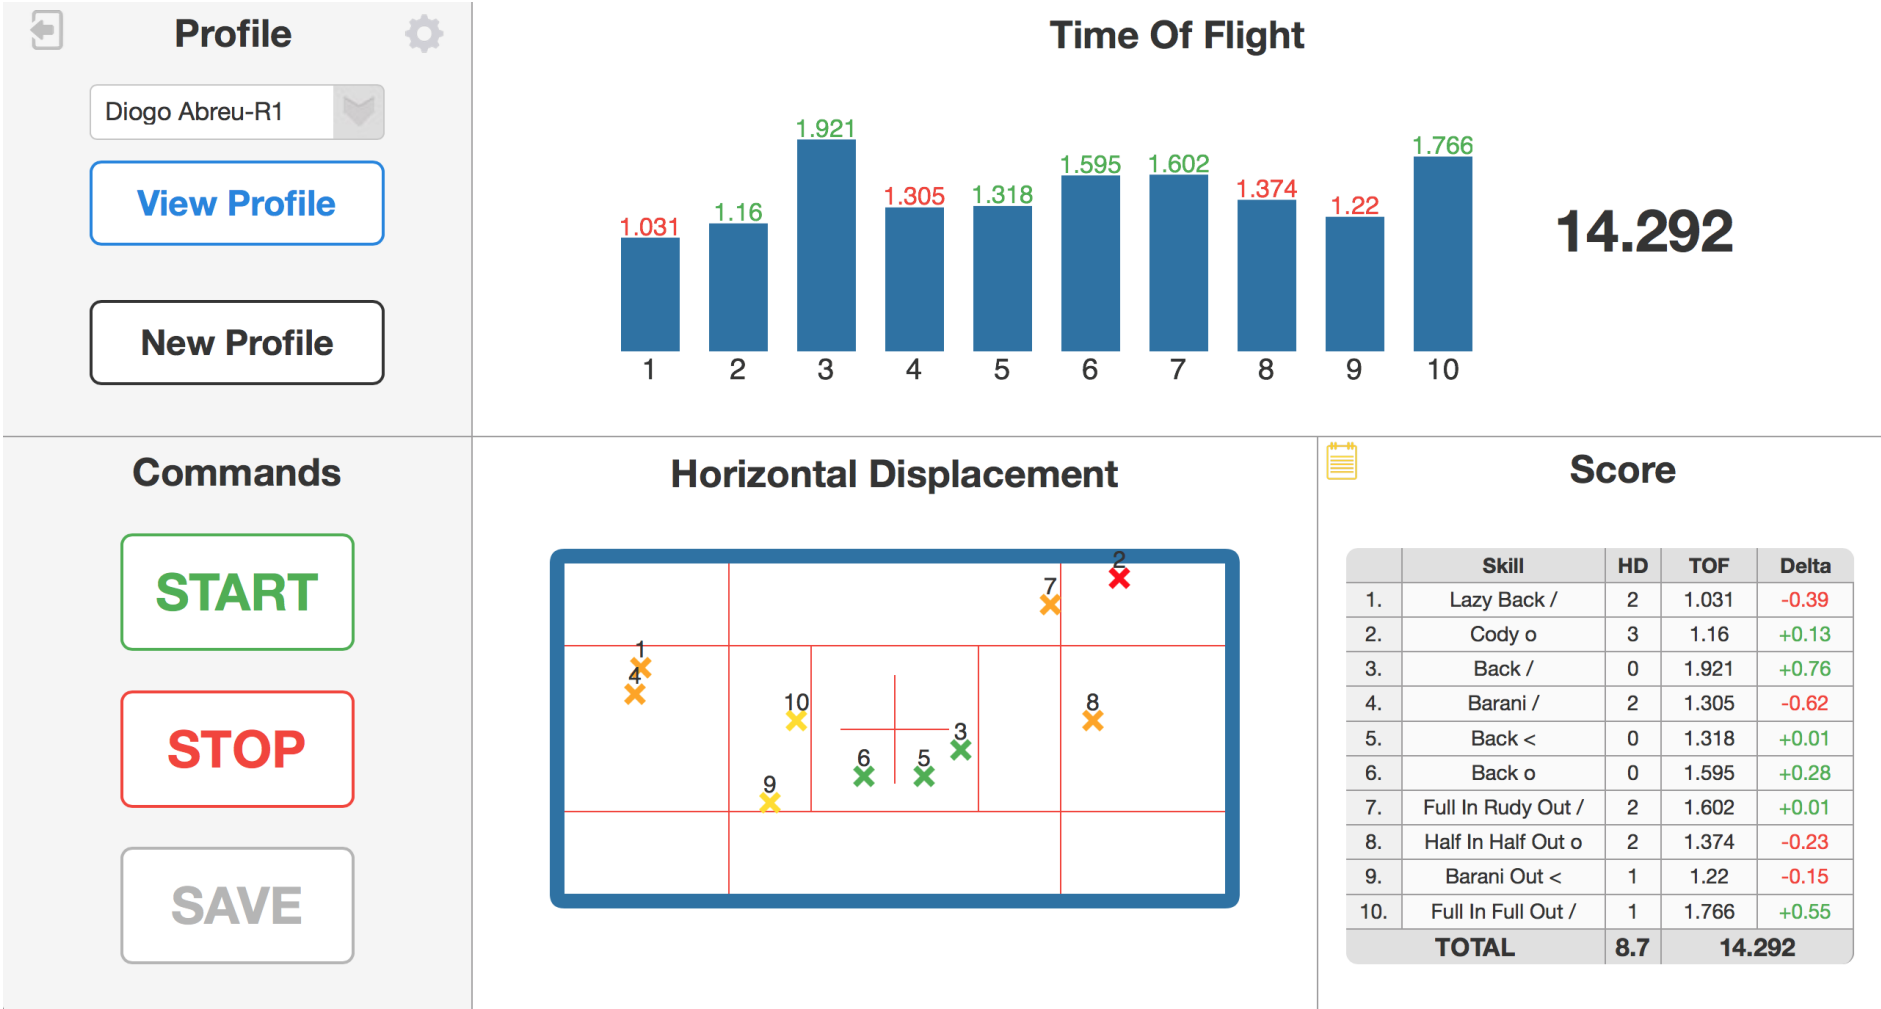 Profile
Diogo Abreu-R1
View Profile
New Profile
Time Of Flight
1.031
1.16
1.921
1.305
1.318
1.595
1.602
1.374
1.22
1.766
1 2 3 4 5 6 7 8 9 10
14.292
Commands
START
STOP
SAVE
Horizontal Displacement
2
7
1
4
10
8
3
6
5
9
Score
Skill HD TOF Delta
1. Lazy Back / 2 1.031 -0.39
2. Cody o 3 1.16 +0.13
3. Back / 0 1.921 +0.76
4. Barani / 2 1.305 -0.62
5. Back < 0 1.318 +0.01
6. Back o 0 1.595 +0.28
7. Full In Rudy Out / 2 1.602 +0.01
8. Half In Half Out o 2 1.374 -0.23
9. Barani Out < 1 1.22 -0.15
10. Full In Full Out / 1 1.766 +0.55
TOTAL 8.7 14.292